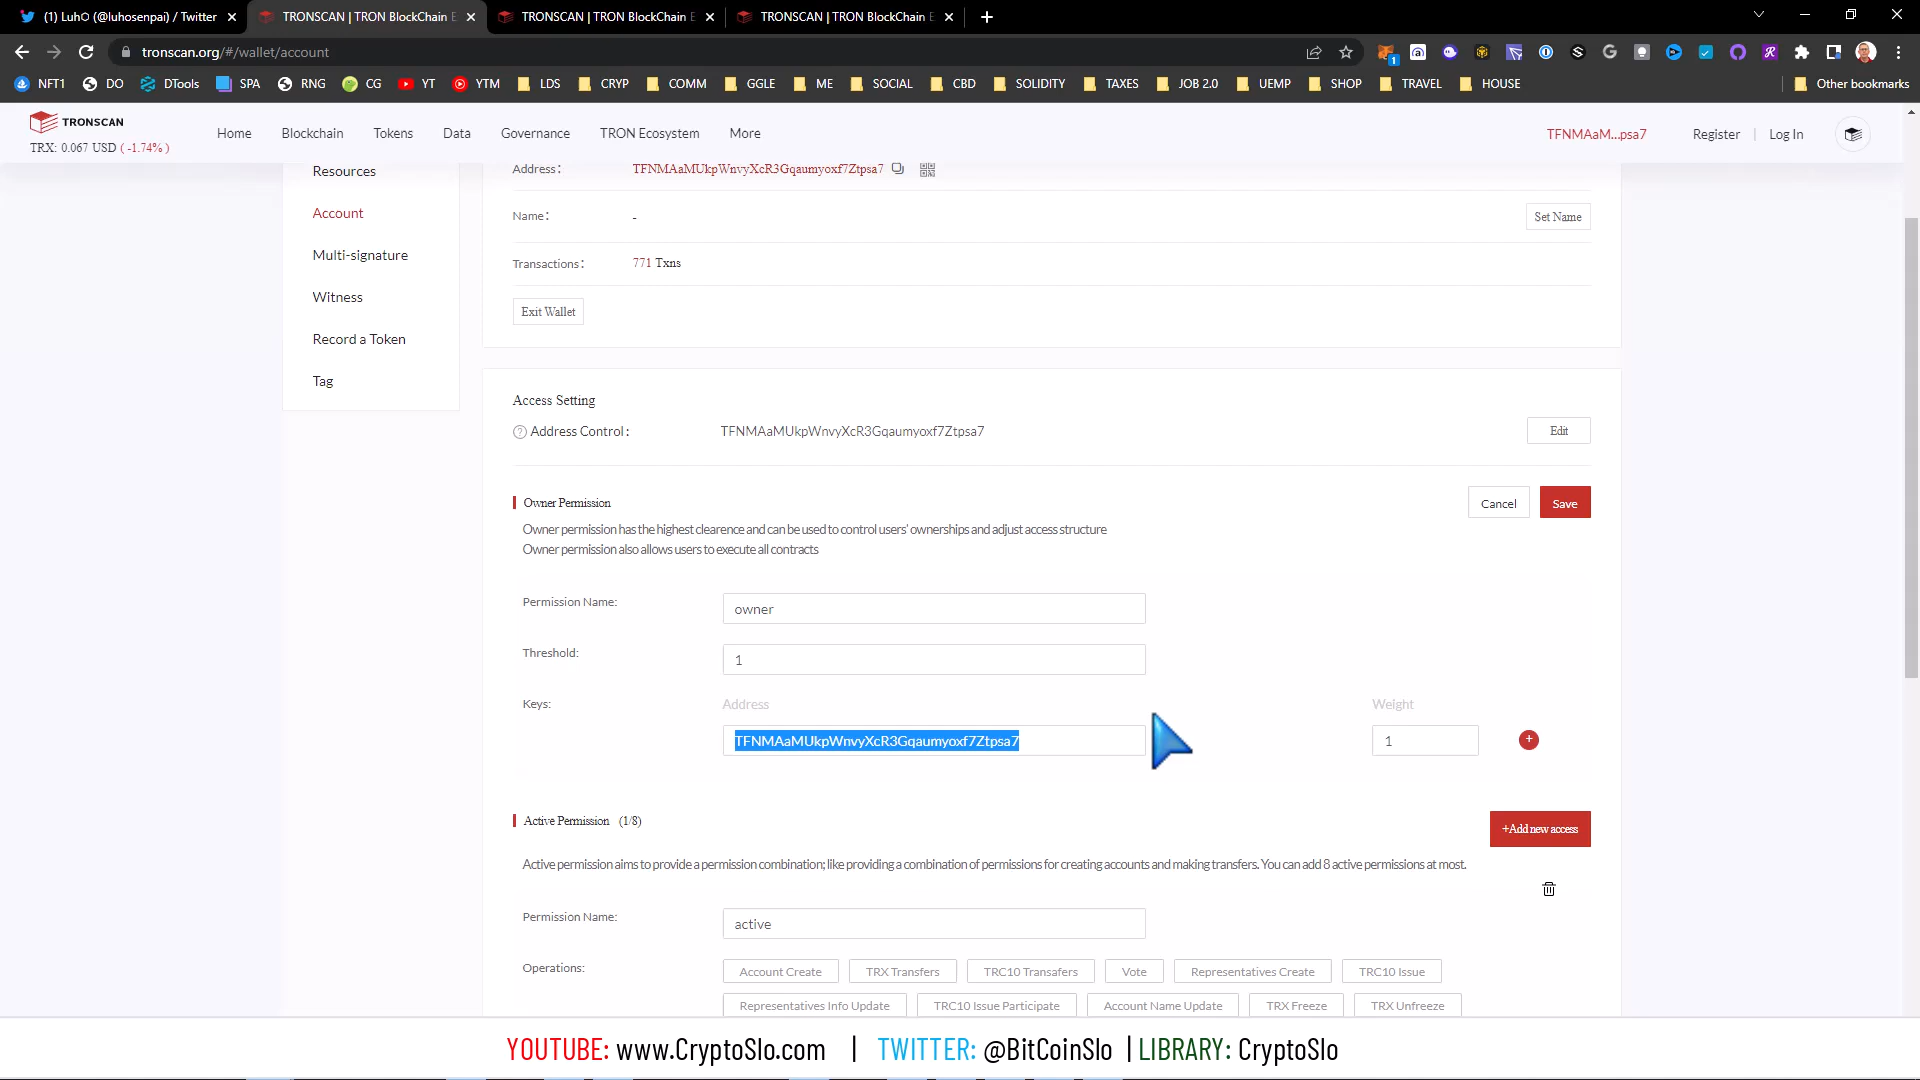 (1) Luh○ (@luhosenpai) / Twitter
TRONSCAN | TRON BlockChain E
TRONSCAN | TRON BlockChain E
TRONSCAN | TRON BlockChain E
tronscan.org/#/wallet/account
1
NFT1 DO DTools SPA RNG CG YT YTM LDS CRYP COMM GGLE ME SOCIAL CBD SOLIDITY TAXES JOB 2.0 UEMP SHOP TRAVEL HOUSE Other bookmarks
TRONSCAN
TRX: 0.067 USD ( -1.74% )
Home Blockchain Tokens Data Governance TRON Ecosystem More
TFNMAaM...psa7 Register | Log In
Resources
Account
Multi-signature
Witness
Record a Token
Tag
Address: TFNMAaMUkpWnvyXcR3Gqaumyoxf7Ztpsa7
Name: - Set Name
Transactions: 771 Txns
Exit Wallet
Access Setting
? Address Control: TFNMAaMUkpWnvyXcR3Gqaumyoxf7Ztpsa7 Edit
Owner Permission Cancel Save
Owner permission has the highest clearence and can be used to control users' ownerships and adjust access structure
Owner permission also allows users to execute all contracts
Permission Name: owner
Threshold: 1
Keys: Address Weight
TFNMAaMUkpWnvyXcR3Gqaumyoxf7Ztpsa7 1 +
Active Permission (1/8) +Add new access
Active permission aims to provide a permission combination; like providing a combination of permissions for creating accounts and making transfers. You can add 8 active permissions at most.
Permission Name: active
Operations: Account Create TRX Transfers TRC10 Transafers Vote Representatives Create TRC10 Issue
Representatives Info Update TRC10 Issue Participate Account Name Update TRX Freeze TRX Unfreeze
YOUTUBE: www.CryptoSlo.com | TWITTER: @BitCoinSlo | LIBRARY: CryptoSlo